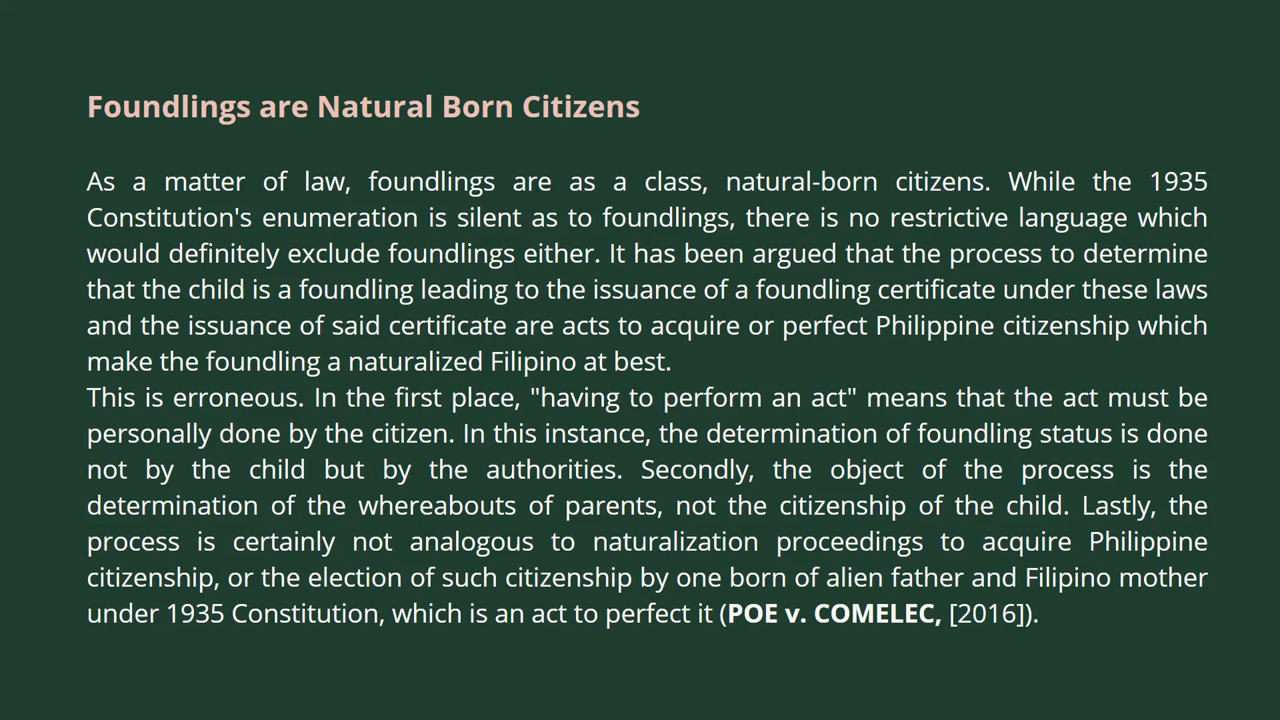 Foundlings are Natural Born Citizens
As a matter of law, foundlings are as a class, natural-born citizens. While the 1935
Constitution's enumeration is silent as to foundlings, there is no restrictive language which
would definitely exclude foundlings either. It has been argued that the process to determine
that the child is a foundling leading to the issuance of a foundling certificate under these laws
and the issuance of said certificate are acts to acquire or perfect Philippine citizenship which
make the foundling a naturalized Filipino at best.
This is erroneous. In the first place, "having to perform an act" means that the act must be
personally done by the citizen. In this instance, the determination of foundling status is done
not by the child but by the authorities. Secondly, the object of the process is the
determination of the whereabouts of parents, not the citizenship of the child. Lastly, the
process is certainly not analogous to naturalization proceedings to acquire Philippine
citizenship, or the election of such citizenship by one born of alien father and Filipino mother
under 1935 Constitution, which is an act to perfect it (POE v. COMELEC, [2016]).